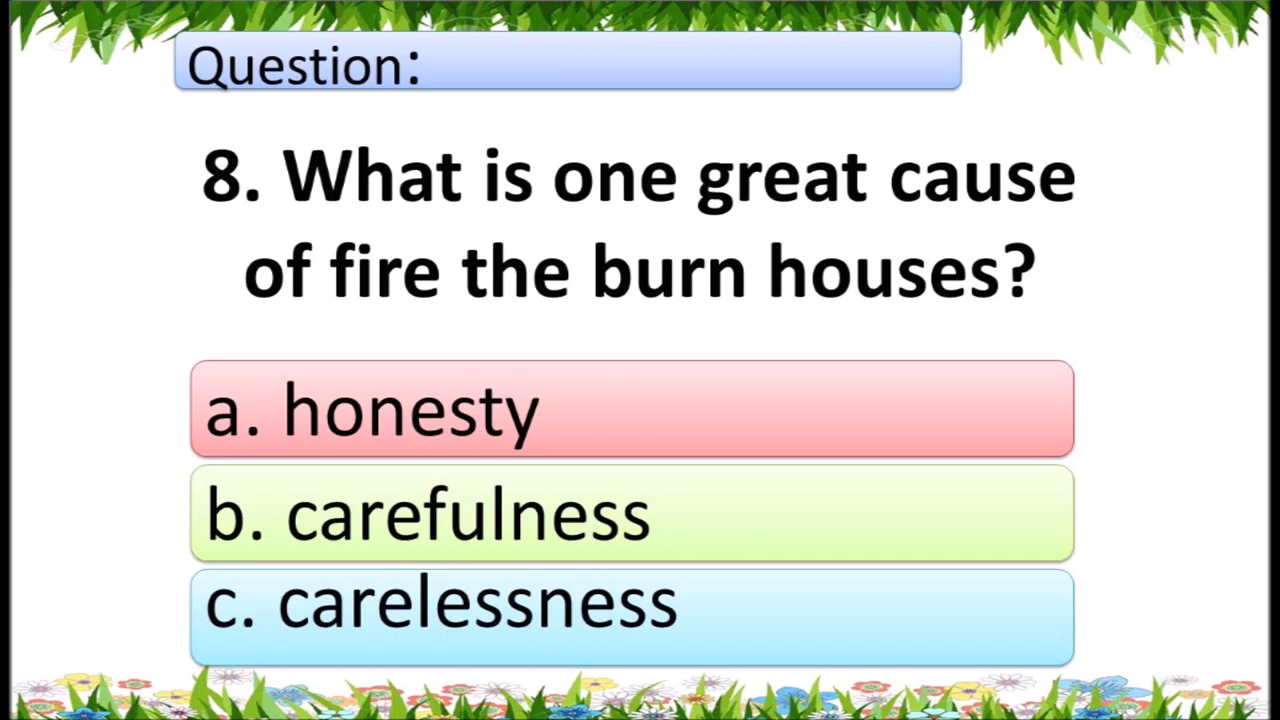 Question:
8. What is one great cause
of fire the burn houses?
a. honesty
b. carefulness
c. carelessness